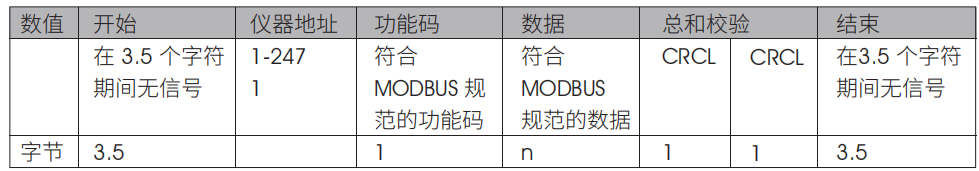 数值 开始 仪器地址 功能码 数据 总和校验 结束
在 3.5 个字符 1-247 符合 符合 CRCL CRCL 在3.5 个字符
期间无信号 1 MODBUS 规 MODBUS 期间无信号
范的功能码 规范的数据
字节 3.5 1 n 1 1 3.5